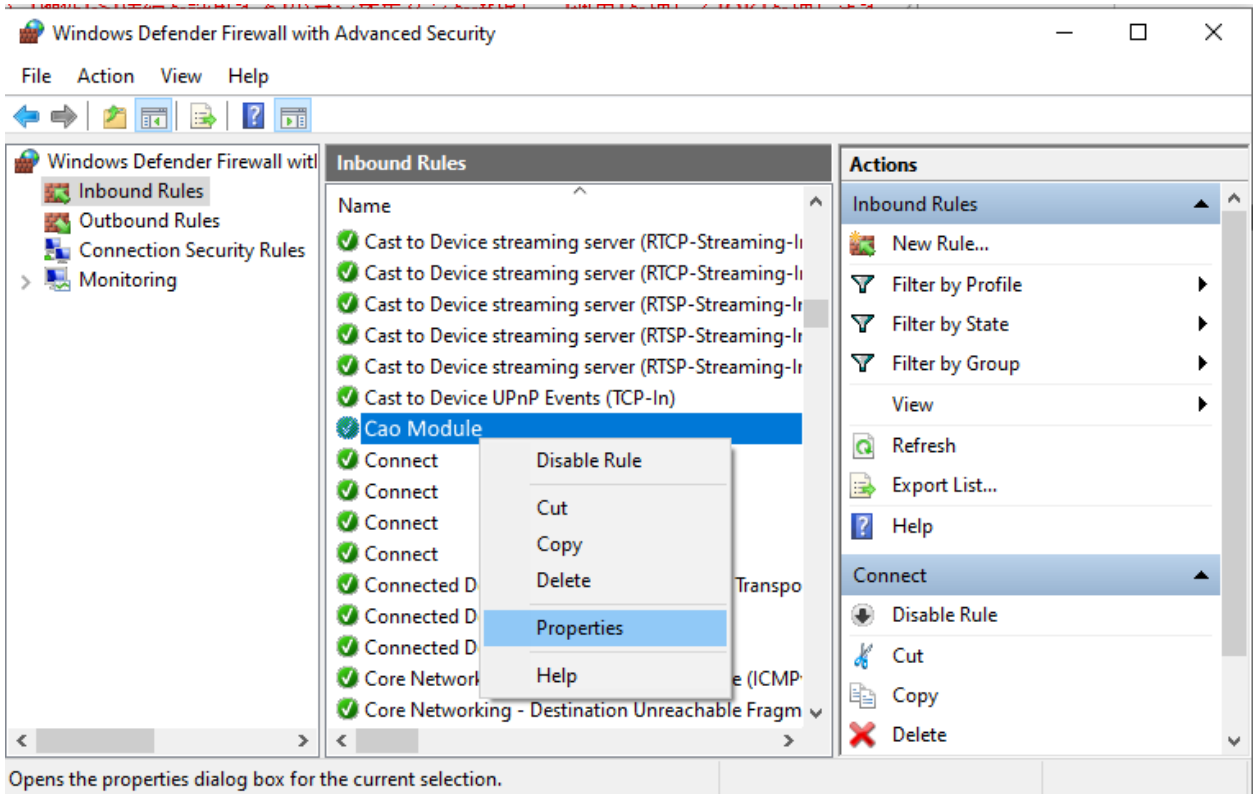 Windows Defender Firewall with Advanced Security
File Action View Help
Windows Defender Firewall witl
Inbound Rules
Outbound Rules
Connection Security Rules
Monitoring
Inbound Rules
Name
Cast to Device streaming server (RTCP-Streaming-I
Cast to Device streaming server (RTCP-Streaming-I
Cast to Device streaming server (RTSP-Streaming-Ir
Cast to Device streaming server (RTSP-Streaming-Ir
Cast to Device streaming server (RTSP-Streaming-Ir
Cast to Device UPnP Events (TCP-In)
Cao Module
Connect
Connect
Connect
Connect
Connected D Transpo
Connected D
Connected D
Core Network e (ICMP
Core Networking - Destination Unreachable Fragm
Disable Rule
Cut
Copy
Delete
Properties
Help
Actions
Inbound Rules
New Rule...
Filter by Profile
Filter by State
Filter by Group
View
Refresh
Export List...
Help
Connect
Disable Rule
Cut
Copy
Delete
Opens the properties dialog box for the current selection.